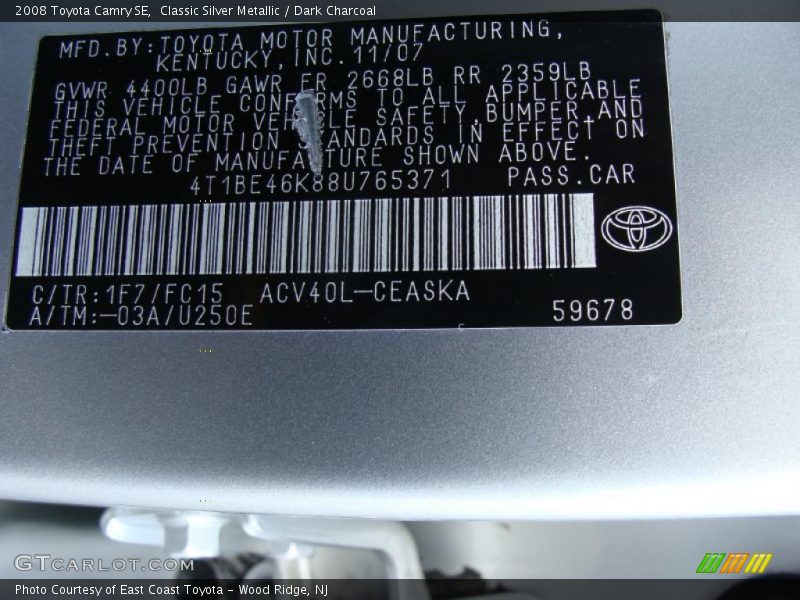 2008 Toyota Camry SE,  Classic Silver Metallic / Dark Charcoal
MFD.BY:TOYOTA MOTOR MANUFACTURING,
KENTUCKY,INC.11/07
GVWR 4400LB GAWR FR 2668LB RR 2359LB
THIS VEHICLE CONFORMS TO ALL APPLICABLE
FEDERAL MOTOR VEHICLE SAFETY,BUMPER,AND
THEFT PREVENTION STANDARDS IN EFFECT ON
THE DATE OF MANUFACTURE SHOWN ABOVE.
4T1BE46K88U765371 PASS.CAR
C/TR:1F7/FC15 ACV40L-CEASKA
A/TM:-03A/U250E 59678
GTCARLOT.COM
Photo Courtesy of East Coast Toyota - Wood Ridge, NJ